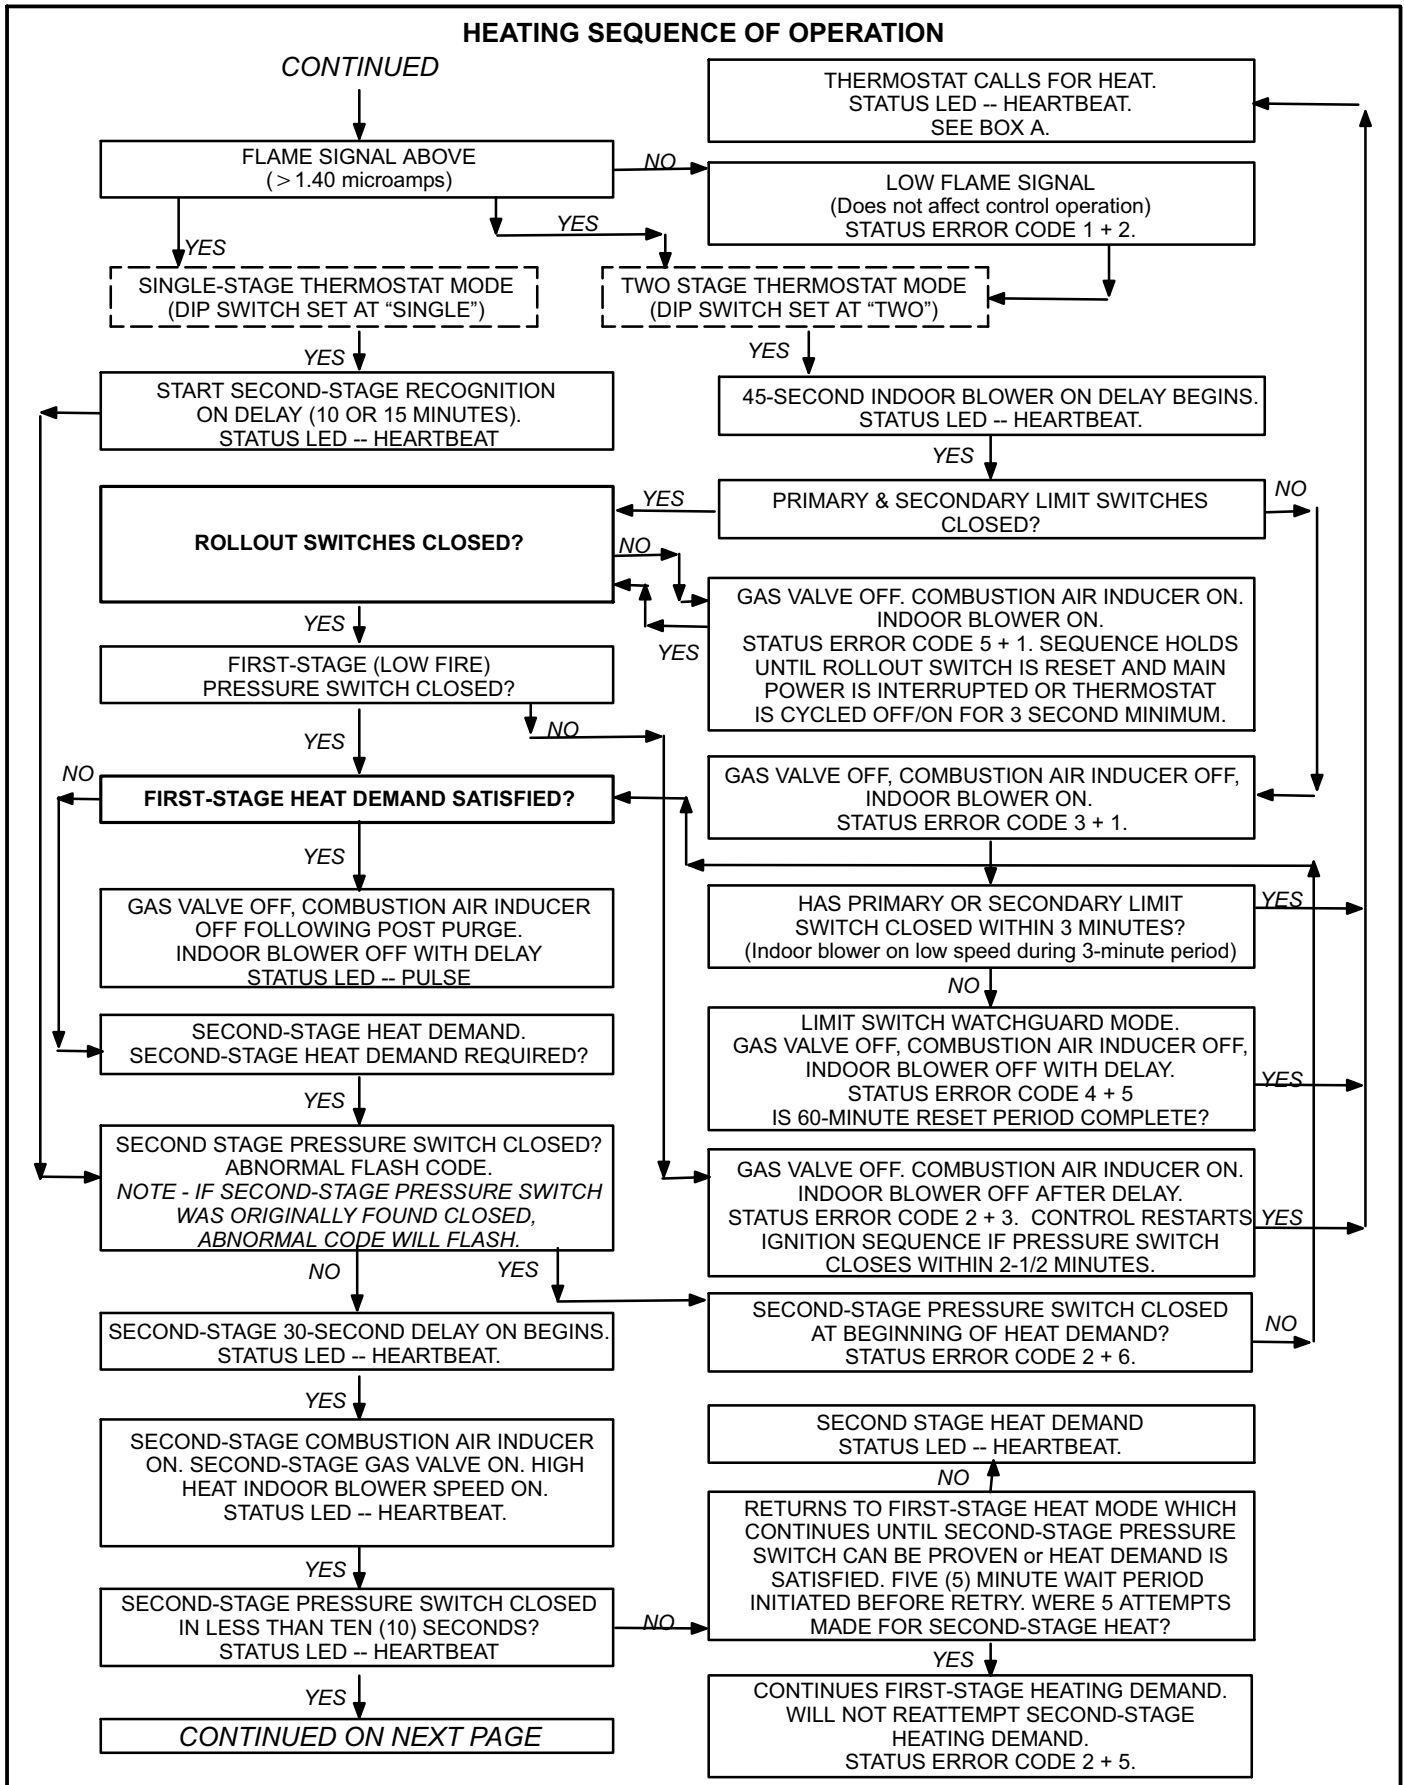 HEATING SEQUENCE OF OPERATION
CONTINUED
THERMOSTAT CALLS FOR HEAT.
STATUS LED -- HEARTBEAT.
SEE BOX A.
FLAME SIGNAL ABOVE
(>1.40 microamps)
NO
LOW FLAME SIGNAL
(Does not affect control operation)
STATUS ERROR CODE 1 + 2.
YES
YES
SINGLE-STAGE THERMOSTAT MODE
(DIP SWITCH SET AT “SINGLE”)
TWO STAGE THERMOSTAT MODE
(DIP SWITCH SET AT “TWO”)
YES
YES
START SECOND-STAGE RECOGNITION
ON DELAY (10 OR 15 MINUTES).
STATUS LED -- HEARTBEAT
45-SECOND INDOOR BLOWER ON DELAY BEGINS.
STATUS LED -- HEARTBEAT.
YES
PRIMARY & SECONDARY LIMIT SWITCHES
CLOSED?
YES
NO
ROLLOUT SWITCHES CLOSED?
NO
GAS VALVE OFF. COMBUSTION AIR INDUCER ON.
INDOOR BLOWER ON.
STATUS ERROR CODE 5 + 1. SEQUENCE HOLDS
UNTIL ROLLOUT SWITCH IS RESET AND MAIN
POWER IS INTERRUPTED OR THERMOSTAT
IS CYCLED OFF/ON FOR 3 SECOND MINIMUM.
YES
YES
FIRST-STAGE (LOW FIRE)
PRESSURE SWITCH CLOSED?
NO
YES
GAS VALVE OFF, COMBUSTION AIR INDUCER OFF,
INDOOR BLOWER ON.
STATUS ERROR CODE 3 + 1.
NO
FIRST-STAGE HEAT DEMAND SATISFIED?
YES
GAS VALVE OFF, COMBUSTION AIR INDUCER
OFF FOLLOWING POST PURGE.
INDOOR BLOWER OFF WITH DELAY
STATUS LED -- PULSE
HAS PRIMARY OR SECONDARY LIMIT
SWITCH CLOSED WITHIN 3 MINUTES?
(Indoor blower on low speed during 3-minute period)
YES
NO
SECOND-STAGE HEAT DEMAND.
SECOND-STAGE HEAT DEMAND REQUIRED?
LIMIT SWITCH WATCHGUARD MODE.
GAS VALVE OFF, COMBUSTION AIR INDUCER OFF,
INDOOR BLOWER OFF WITH DELAY.
STATUS ERROR CODE 4 + 5
IS 60-MINUTE RESET PERIOD COMPLETE?
YES
YES
SECOND STAGE PRESSURE SWITCH CLOSED?
ABNORMAL FLASH CODE.
NOTE - IF SECOND-STAGE PRESSURE SWITCH
WAS ORIGINALLY FOUND CLOSED,
ABNORMAL CODE WILL FLASH.
GAS VALVE OFF. COMBUSTION AIR INDUCER ON.
INDOOR BLOWER OFF AFTER DELAY.
STATUS ERROR CODE 2 + 3. CONTROL RESTARTS
IGNITION SEQUENCE IF PRESSURE SWITCH
CLOSES WITHIN 2-1/2 MINUTES.
YES
NO
YES
SECOND-STAGE 30-SECOND DELAY ON BEGINS.
STATUS LED -- HEARTBEAT.
SECOND-STAGE PRESSURE SWITCH CLOSED
AT BEGINNING OF HEAT DEMAND?
STATUS ERROR CODE 2 + 6.
NO
YES
SECOND-STAGE COMBUSTION AIR INDUCER
ON. SECOND-STAGE GAS VALVE ON. HIGH
HEAT INDOOR BLOWER SPEED ON.
STATUS LED -- HEARTBEAT.
SECOND STAGE HEAT DEMAND
STATUS LED -- HEARTBEAT.
NO
RETURNS TO FIRST-STAGE HEAT MODE WHICH
CONTINUES UNTIL SECOND-STAGE PRESSURE
SWITCH CAN BE PROVEN or HEAT DEMAND IS
SATISFIED. FIVE (5) MINUTE WAIT PERIOD
INITIATED BEFORE RETRY. WERE 5 ATTEMPTS
MADE FOR SECOND-STAGE HEAT?
YES
SECOND-STAGE PRESSURE SWITCH CLOSED
IN LESS THAN TEN (10) SECONDS?
STATUS LED -- HEARTBEAT
NO
YES
YES
CONTINUES FIRST-STAGE HEATING DEMAND.
WILL NOT REATTEMPT SECOND-STAGE
HEATING DEMAND.
STATUS ERROR CODE 2 + 5.
CONTINUED ON NEXT PAGE